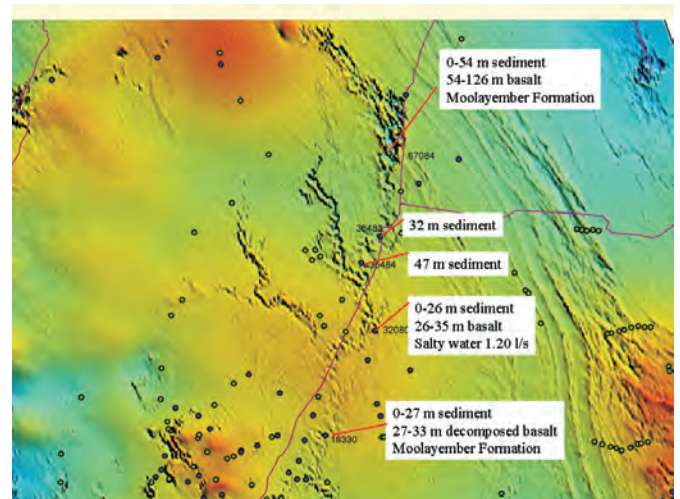 0-54 m sediment
54-126 m basalt
Moolayember Formation
67084
32 m sediment
47 m sediment
0-26 m sediment
26-35 m basalt
Salty water 1.20 l/s
32080
0-27 m sediment
27-33 m decomposed basalt
Moolayember Formation
18330